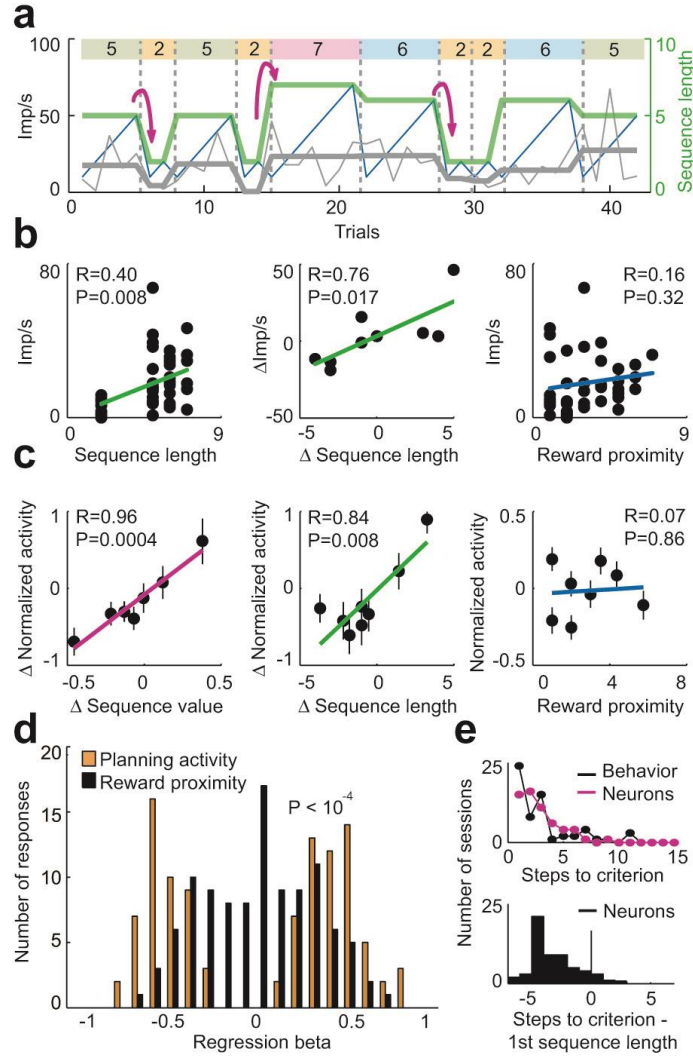 a
5 2 5 2 7 6 2 2 6 5
100
50
0
Imp/s
10
5
0
Sequence length
0 10 20 30 40
Trials
b
R=0.40
P=0.008
80
0
Imp/s
0 9
Sequence length
R=0.76
P=0.017
50
0
-50
ΔImp/s
-5 0 5
Δ Sequence length
R=0.16
P=0.32
80
0
Imp/s
0 9
Reward proximity
c
R=0.96
P=0.0004
1
0
-1
Δ Normalized activity
-0.5 0 0.5
Δ Sequence value
R=0.84
P=0.008
1
0
-1
Δ Normalized activity
-5 0 5
Δ Sequence length
R=0.07
P=0.86
0.5
0
-0.5
Normalized activity
0 4 8
Reward proximity
d
Planning activity
Reward proximity
P < 10-4
20
15
10
5
0
Number of responses
-1 -0.5 0 0.5 1
Regression beta
e
Behavior
Neurons
25
0
Number of sessions
0 5 10 15
Steps to criterion
Neurons
25
0
-5 0 5
Steps to criterion -
1st sequence length